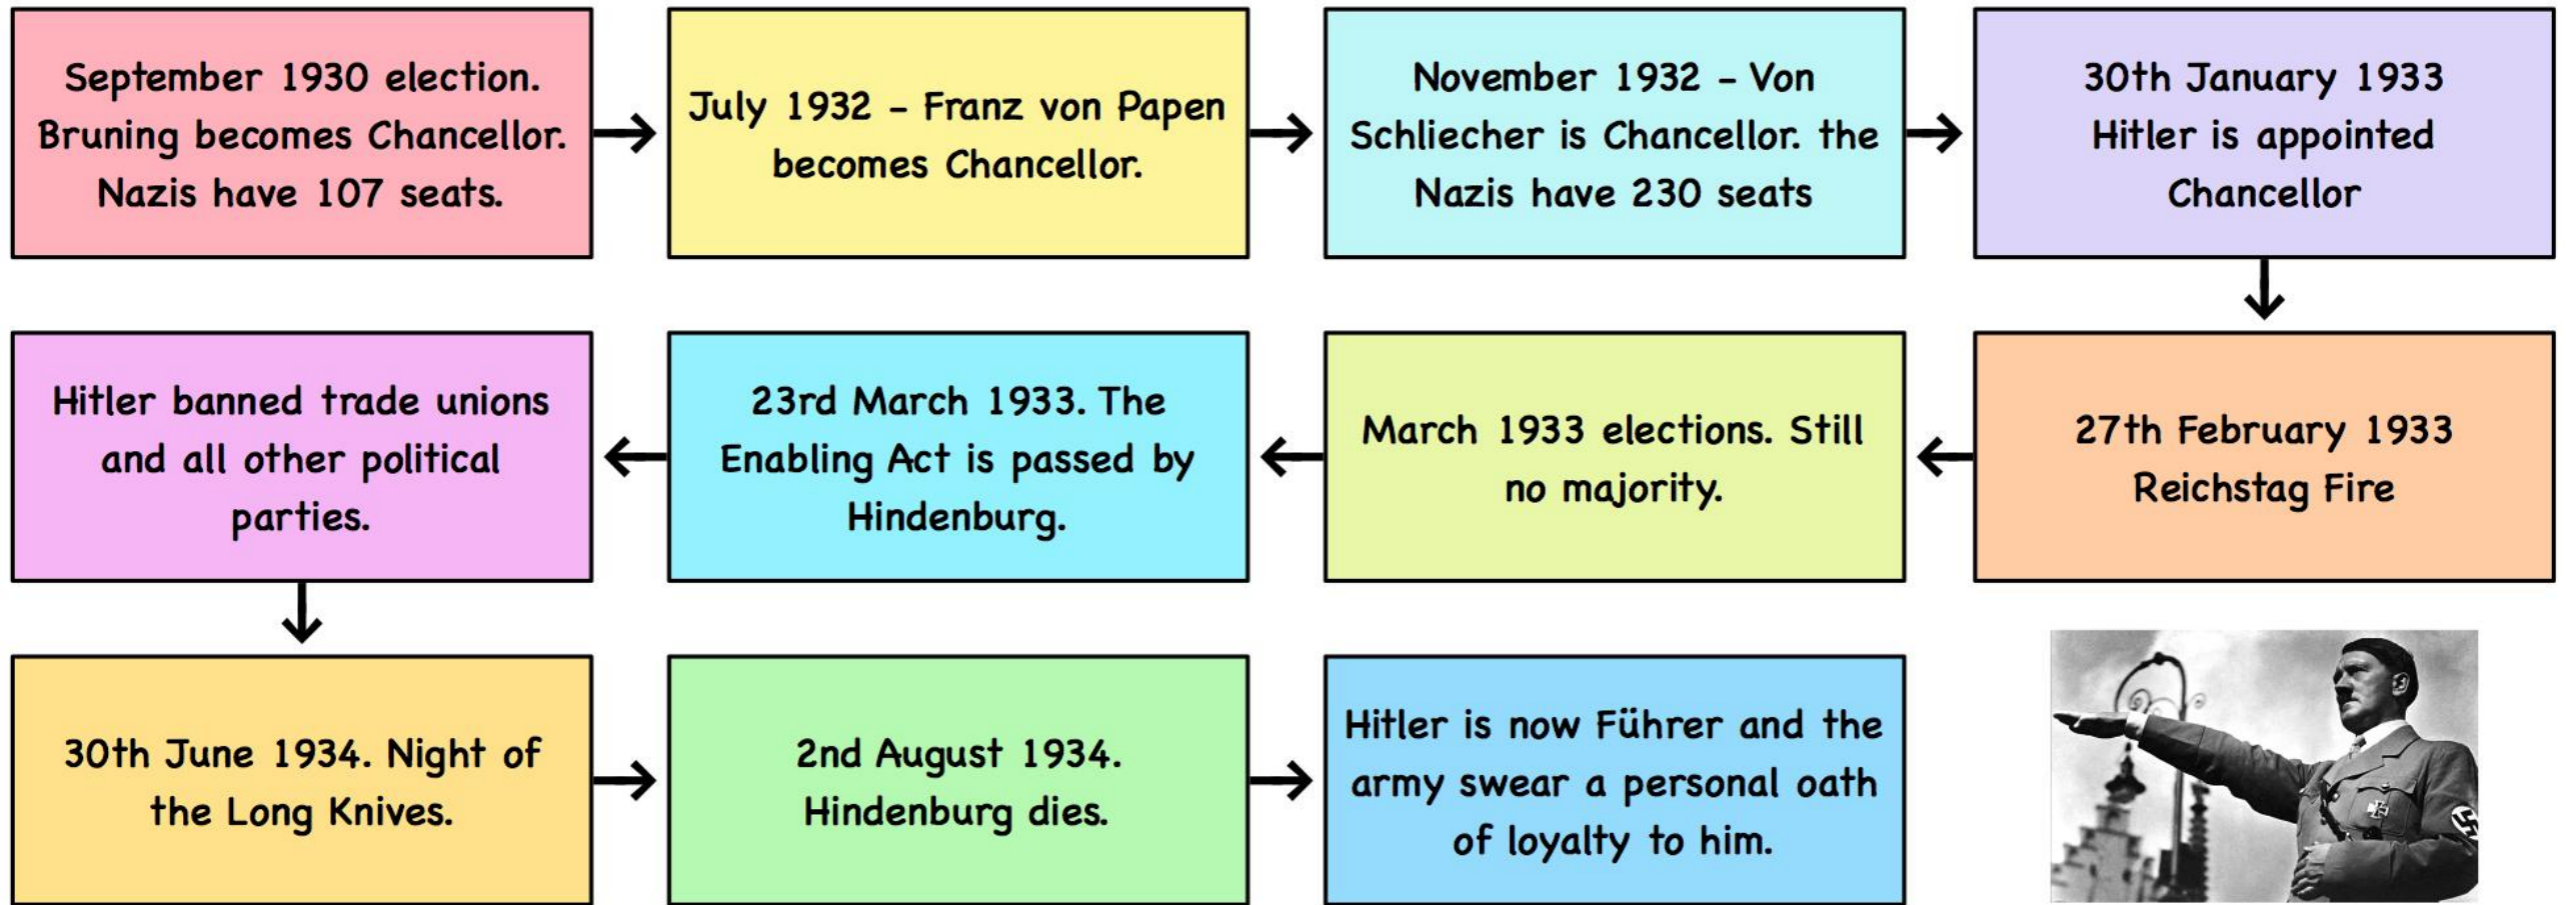 September 1930 election.
Bruning becomes Chancellor.
Nazis have 107 seats.
July 1932 – Franz von Papen
becomes Chancellor.
November 1932 – Von
Schliecher is Chancellor. the
Nazis have 230 seats
30th January 1933
Hitler is appointed
Chancellor
27th February 1933
Reichstag Fire
March 1933 elections. Still
no majority.
23rd March 1933. The
Enabling Act is passed by
Hindenburg.
Hitler banned trade unions
and all other political
parties.
30th June 1934. Night of
the Long Knives.
2nd August 1934.
Hindenburg dies.
Hitler is now Führer and the
army swear a personal oath
of loyalty to him.